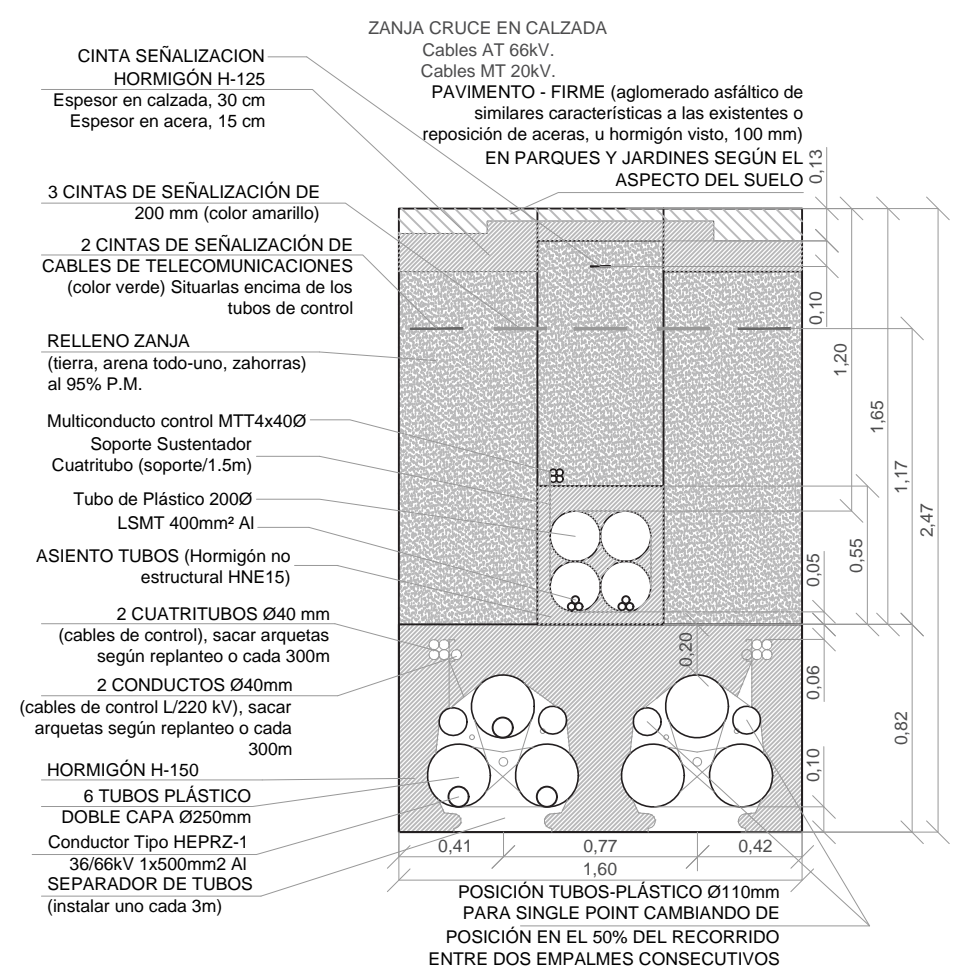 ZANJA CRUCE EN CALZADA
Cables AT 66kV.
Cables MT 20kV.
CINTA SEÑALIZACION
HORMIGÓN H-125
Espesor en calzada, 30 cm
Espesor en acera, 15 cm
PAVIMENTO - FIRME (aglomerado asfáltico de
similares características a las existentes o
reposición de aceras, u hormigón visto, 100 mm)
EN PARQUES Y JARDINES SEGÚN EL
ASPECTO DEL SUELO
3 CINTAS DE SEÑALIZACIÓN DE
200 mm (color amarillo)
2 CINTAS DE SEÑALIZACIÓN DE
CABLES DE TELECOMUNICACIONES
(color verde) Situarlas encima de los
tubos de control
RELLENO ZANJA
(tierra, arena todo-uno, zahorras)
al 95% P.M.
Multiconducto control MTT4x40Ø
Soporte Sustentador
Cuatritubo (soporte/1.5m)
Tubo de Plástico 200Ø
LSMT 400mm² Al
ASIENTO TUBOS (Hormigón no
estructural HNE15)
2 CUATRITUBOS Ø40 mm
(cables de control), sacar arquetas
según replanteo o cada 300m
2 CONDUCTOS Ø40mm
(cables de control L/220 kV), sacar
arquetas según replanteo o cada
300m
HORMIGÓN H-150
6 TUBOS PLÁSTICO
DOBLE CAPA Ø250mm
Conductor Tipo HEPRZ-1
36/66kV 1x500mm2 Al
SEPARADOR DE TUBOS
(instalar uno cada 3m)
0,13
0,10
1,20
1,65
1,17
2,47
0,55
0,05
0,20
0,06
0,82
0,10
0,41
0,77
0,42
1,60
POSICIÓN TUBOS-PLÁSTICO Ø110mm
PARA SINGLE POINT CAMBIANDO DE
POSICIÓN EN EL 50% DEL RECORRIDO
ENTRE DOS EMPALMES CONSECUTIVOS